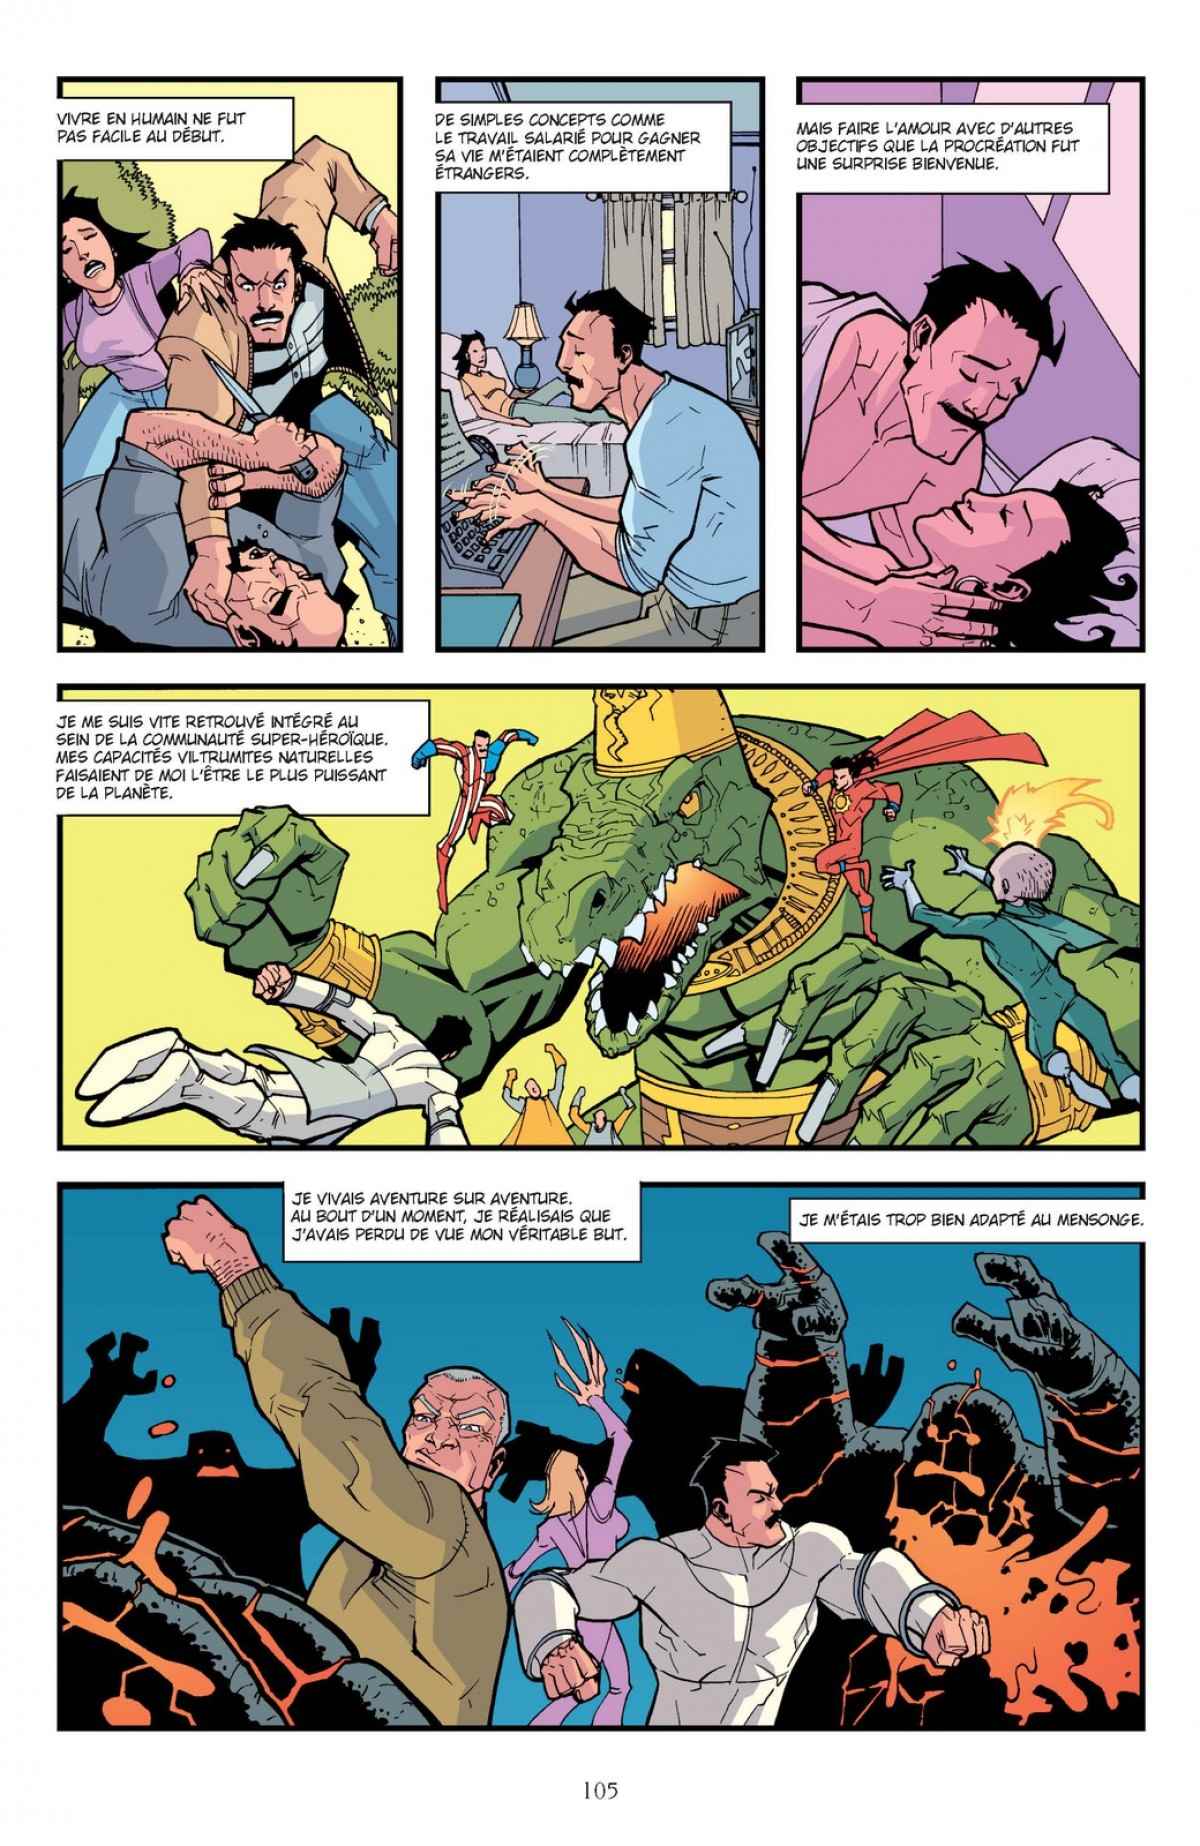 VIVRE EN HUMAIN NE FUT
PAS FACILE AU DÉBUT.
DE SIMPLES CONCEPTS COMME
LE TRAVAIL SALARIÉ POUR GAGNER
SA VIE M'ÉTAIENT COMPLÈTEMENT
ÉTRANGERS.
MAIS FAIRE L'AMOUR AVEC D'AUTRES
OBJECTIFS QUE LA PROCRÉATION FUT
UNE SURPRISE BIENVENUE.
JE ME SUIS VITE RETROUVÉ INTÉGRÉ AU
SEIN DE LA COMMUNAUTÉ SUPER-HÉROÏQUE.
MES CAPACITÉS VILTRUMITES NATURELLES
FAISAIENT DE MOI L'ÊTRE LE PLUS PUISSANT
DE LA PLANÈTE.
JE VIVAIS AVENTURE SUR AVENTURE.
AU BOUT D'UN MOMENT, JE RÉALISAIS QUE
J'AVAIS PERDU DE VUE MON VÉRITABLE BUT.
JE M'ÉTAIS TROP BIEN ADAPTÉ AU MENSONGE.
105